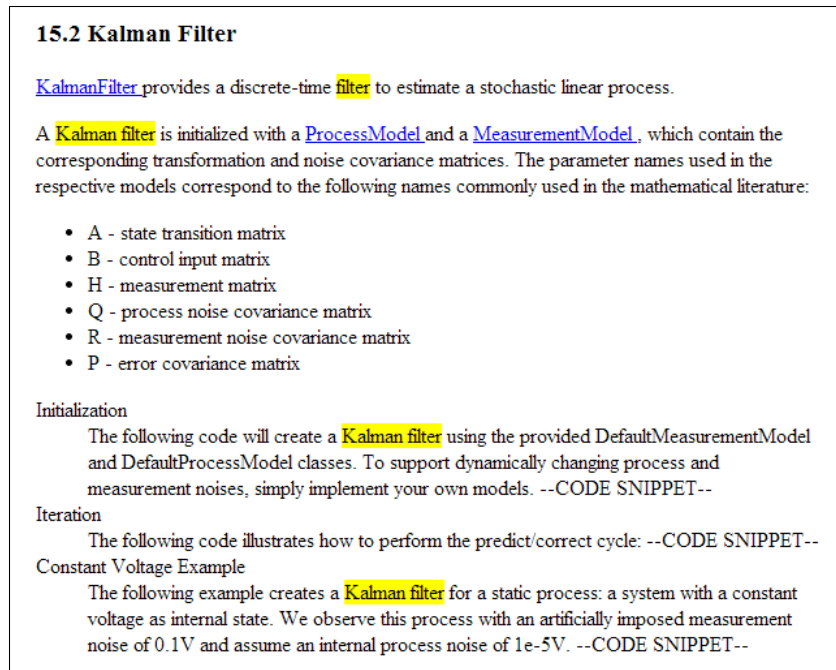 15.2 Kalman Filter
KalmanFilter provides a discrete-time filter to estimate a stochastic linear process.
A Kalman filter is initialized with a ProcessModel and a MeasurementModel , which contain the
corresponding transformation and noise covariance matrices. The parameter names used in the
respective models correspond to the following names commonly used in the mathematical literature:
• A - state transition matrix
• B - control input matrix
• H - measurement matrix
• Q - process noise covariance matrix
• R - measurement noise covariance matrix
• P - error covariance matrix
Initialization
The following code will create a Kalman filter using the provided DefaultMeasurementModel
and DefaultProcessModel classes. To support dynamically changing process and
measurement noises, simply implement your own models. --CODE SNIPPET--
Iteration
The following code illustrates how to perform the predict/correct cycle: --CODE SNIPPET--
Constant Voltage Example
The following example creates a Kalman filter for a static process: a system with a constant
voltage as internal state. We observe this process with an artificially imposed measurement
noise of 0.1V and assume an internal process noise of 1e-5V. --CODE SNIPPET--